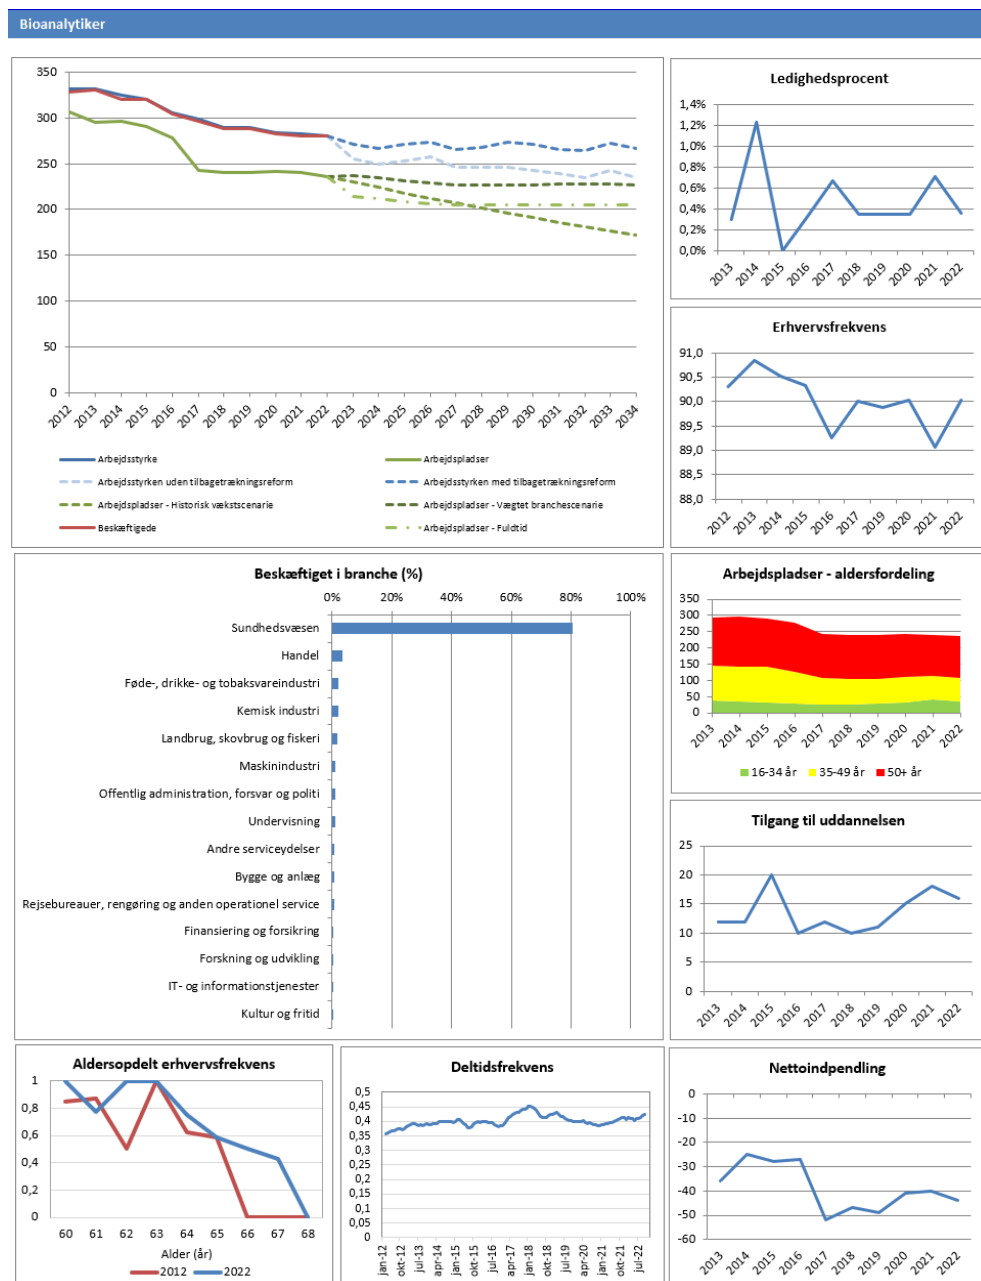 Bioanalytiker
350
300
250
200
150
100
50
0
2012 2013 2014 2015 2016 2017 2018 2019 2020 2021 2022 2023 2024 2025 2026 2027 2028 2029 2030 2031 2032 2033 2034
Arbejdsstyrke
Arbejdspladser
Arbejdsstyrken uden tilbagetrækningsreform
Arbejdsstyrken med tilbagetrækningsreform
Arbejdspladser - Historisk vækstscenarie
Arbejdspladser - Vægtet branchescenarie
Beskæftigede
Arbejdspladser - Fuldtid
Ledighedsprocent
1,4%
1,2%
1,0%
0,8%
0,6%
0,4%
0,2%
0,0%
2013 2014 2015 2016 2017 2018 2019 2020 2021 2022
Erhvervsfrekvens
91,0
90,5
90,0
89,5
89,0
88,5
88,0
2012 2013 2014 2015 2016 2017 2018 2019 2020 2021 2022
Beskæftiget i branche (%)
0% 20% 40% 60% 80% 100%
Sundhedsvæsen
Handel
Føde-, drikke- og tobaksvareindustri
Kemisk industri
Landbrug, skovbrug og fiskeri
Maskinindustri
Offentlig administration, forsvar og politi
Undervisning
Andre serviceydelser
Bygge og anlæg
Rejsebureauer, rengøring og anden operationel service
Finansiering og forsikring
Forskning og udvikling
IT- og informationstjenester
Kultur og fritid
Arbejdspladser - aldersfordeling
350
300
250
200
150
100
50
0
2013 2014 2015 2016 2017 2018 2019 2020 2021 2022
16-34 år 35-49 år 50+ år
Tilgang til uddannelsen
25
20
15
10
5
0
2013 2014 2015 2016 2017 2018 2019 2020 2021 2022
Aldersopdelt erhvervsfrekvens
1
0,8
0,6
0,4
0,2
0
60 61 62 63 64 65 66 67 68
Alder (år)
2012 2022
Deltidsfrekvens
0,5
0,45
0,4
0,35
0,3
0,25
0,2
0,15
0,1
0,05
0
jan-12 okt-12 jul-13 apr-14 jan-15 okt-15 jul-16 apr-17 jan-18 okt-18 jul-19 apr-20 jan-21 okt-21 jul-22
Nettoindpendling
0
-10
-20
-30
-40
-50
-60
2013 2014 2015 2016 2017 2018 2019 2020 2021 2022